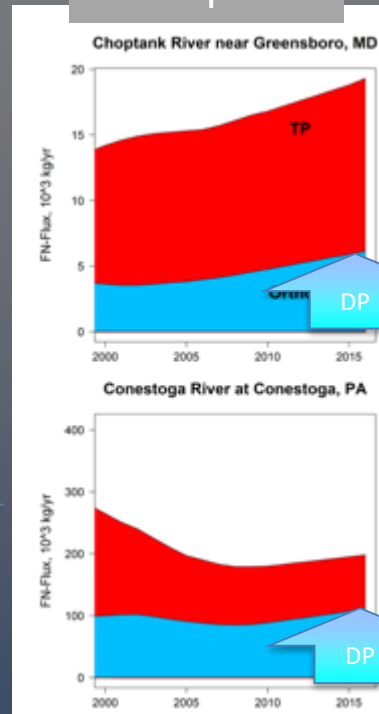 Choptank River near Greensboro, MD
20
15
10
5
0
FN-Flux, 10^3 kg/yr
TP
DP
2000 2005 2010 2015
Conestoga River at Conestoga, PA
400
300
200
100
0
FN-Flux, 10^3 kg/yr
DP
2000 2005 2010 2015